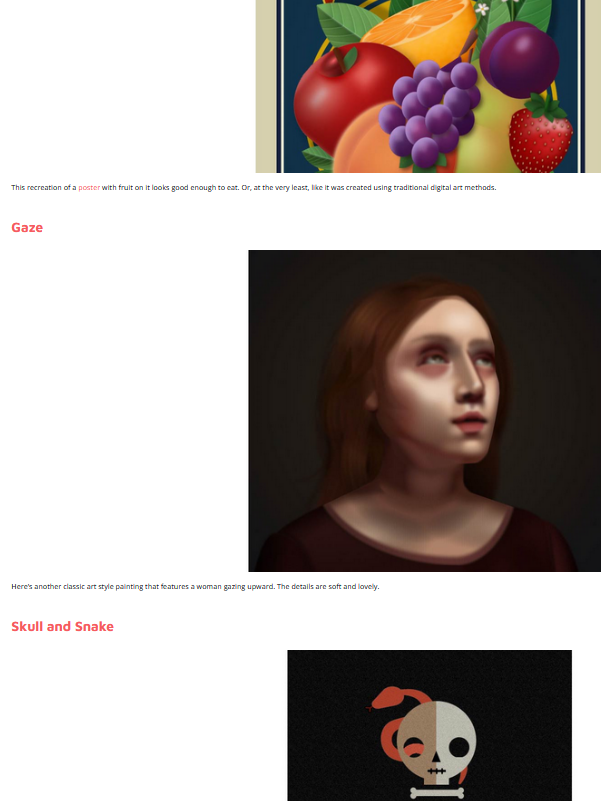 This recreation of a poster with fruit on it looks good enough to eat. Or, at the very least, like it was created using traditional digital art methods.
Gaze
Here's another classic art style painting that features a woman gazing upward. The details are soft and lovely.
Skull and Snake